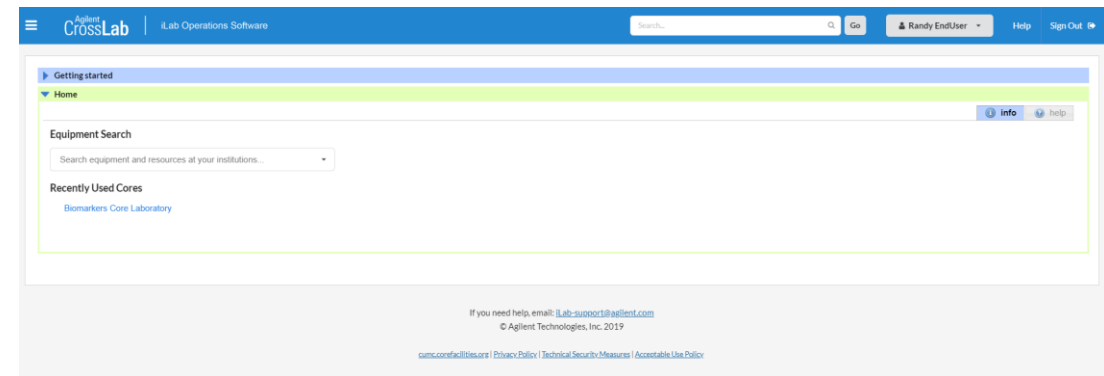 Agilent
CrossLab
iLab Operations Software
Search...
Go
Randy EndUser
Help
Sign Out
Getting started
Home
info
help
Equipment Search
Search equipment and resources at your institutions...
Recently Used Cores
Biomarkers Core Laboratory
If you need help, email: iLab-support@agilent.com
© Agilent Technologies, Inc. 2019
cumc.corefacilities.org | Privacy Policy | Technical Security Measures | Acceptable Use Policy